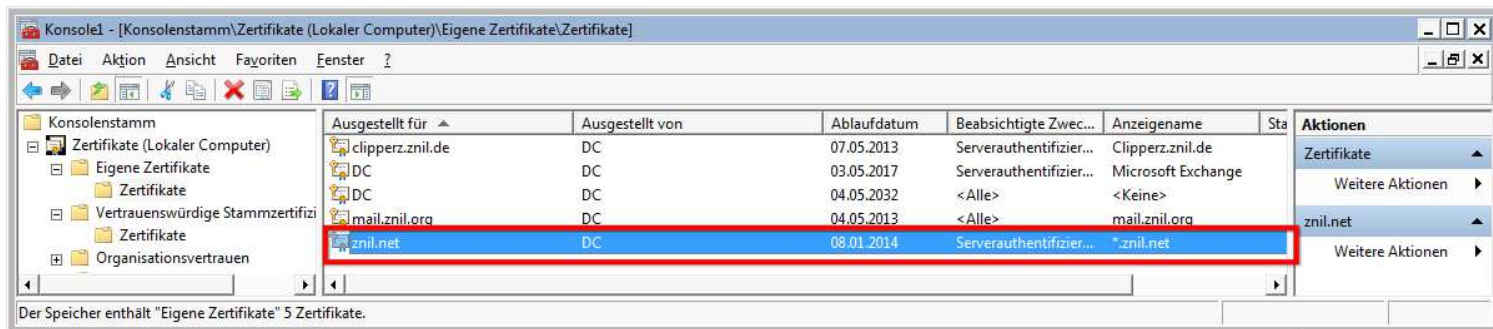 Konsole1 - [Konsolenstamm\Zertifikate (Lokaler Computer)\Eigene Zertifikate\Zertifikate]
Datei Aktion Ansicht Favoriten Fenster ?
Konsolenstamm
Zertifikate (Lokaler Computer)
Eigene Zertifikate
Zertifikate
Vertrauenswürdige Stammzertifizi
Zertifikate
Organisationsvertrauen
Ausgestellt für Ausgestellt von Ablaufdatum Beabsichtigte Zwec... Anzeigename Sta
clipperz.znil.de DC 07.05.2013 Serverauthentifizier... Clipperz.znil.de
DC DC 03.05.2017 Serverauthentifizier... Microsoft Exchange
DC DC 04.05.2032 <Alle> <Keine>
mail.znil.org DC 04.05.2013 <Alle> mail.znil.org
znil.net DC 08.01.2014 Serverauthentifizier... *.znil.net
Aktionen
Zertifikate
Weitere Aktionen
znil.net
Weitere Aktionen
Der Speicher enthält "Eigene Zertifikate" 5 Zertifikate.